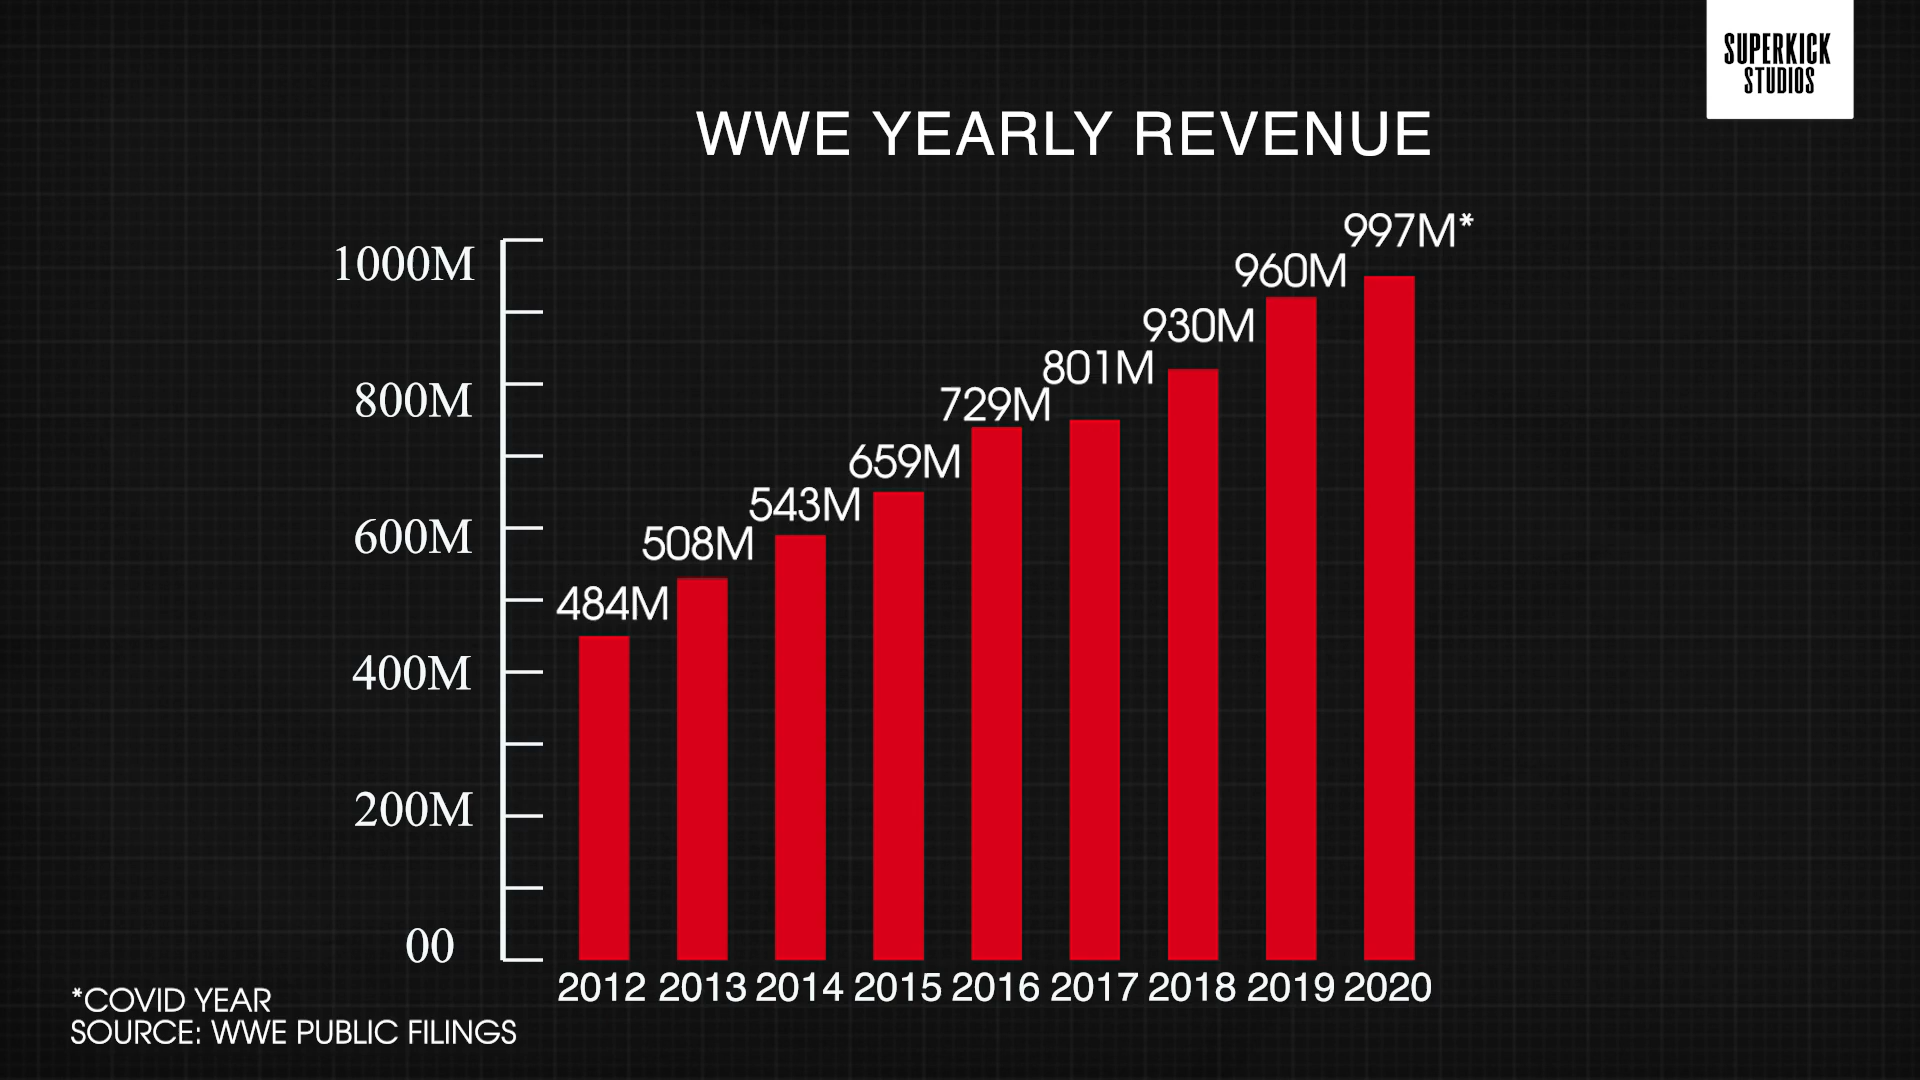 SUPERKICK
STUDIOS
WWE YEARLY REVENUE
1000M
800M
600M
400M
200M
00
484M
508M
543M
659M
729M
801M
930M
960M
997M*
2012 2013 2014 2015 2016 2017 2018 2019 2020
*COVID YEAR
SOURCE: WWE PUBLIC FILINGS